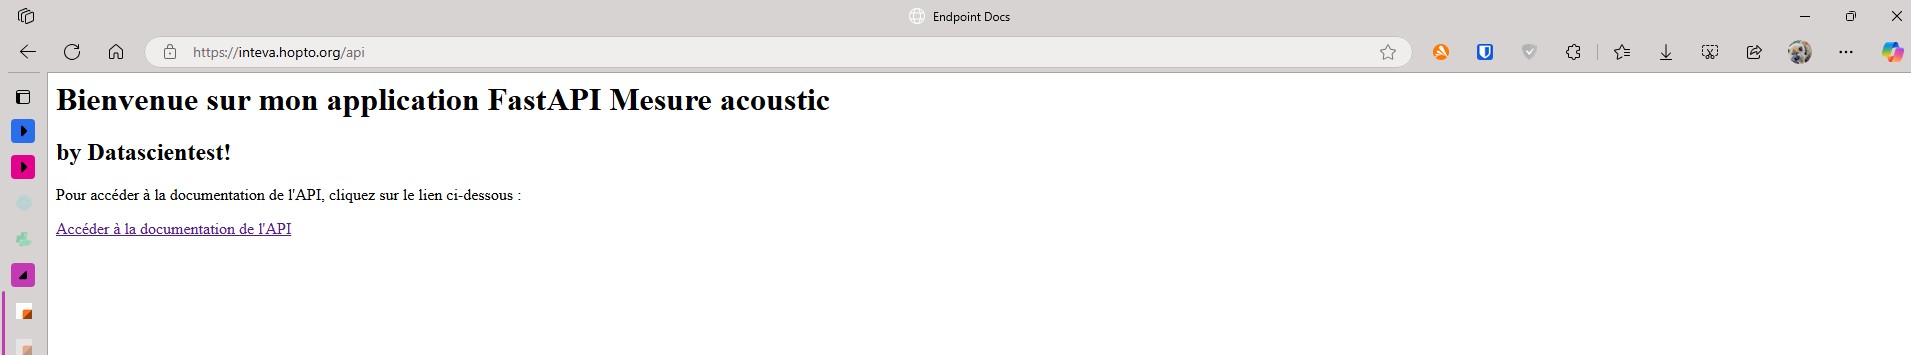 Endpoint Docs
https://inteva.hopto.org/api
Bienvenue sur mon application FastAPI Mesure acoustic
by Datascientest!
Pour accéder à la documentation de l'API, cliquez sur le lien ci-dessous :
Accéder à la documentation de l'API